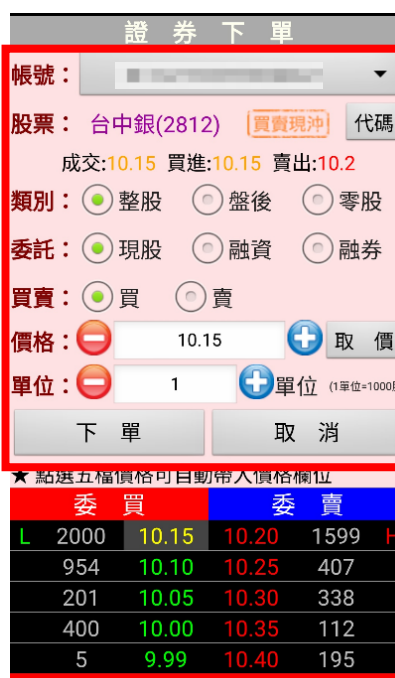 證 券 下 單
帳號：
股票： 台中銀(2812) 買賣現沖 代碼
成交:10.15 買進:10.15 賣出:10.2
類別： 整股 盤後 零股
委託： 現股 融資 融券
買賣： 買 賣
價格： 10.15 取 價
單位： 1 單位 (1單位=1000
下 單 取 消
★ 點選五檔價格可自動帶入價格欄位
委 買 委 賣
L 2000 10.15 10.20 1599 H
954 10.10 10.25 407
201 10.05 10.30 338
400 10.00 10.35 112
5 9.99 10.40 195